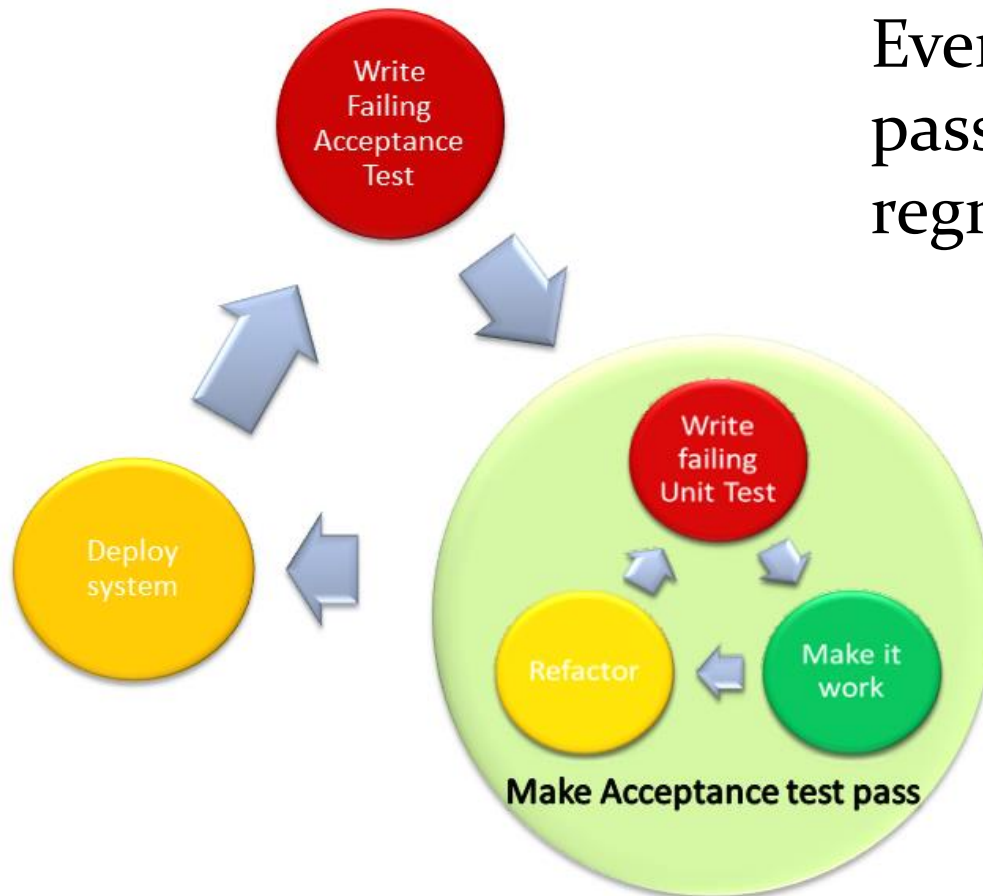 Write
Failing
Acceptance
Test
Write
failing
Unit Test
Deploy
system
Refactor
Make it
work
Make Acceptance test pass